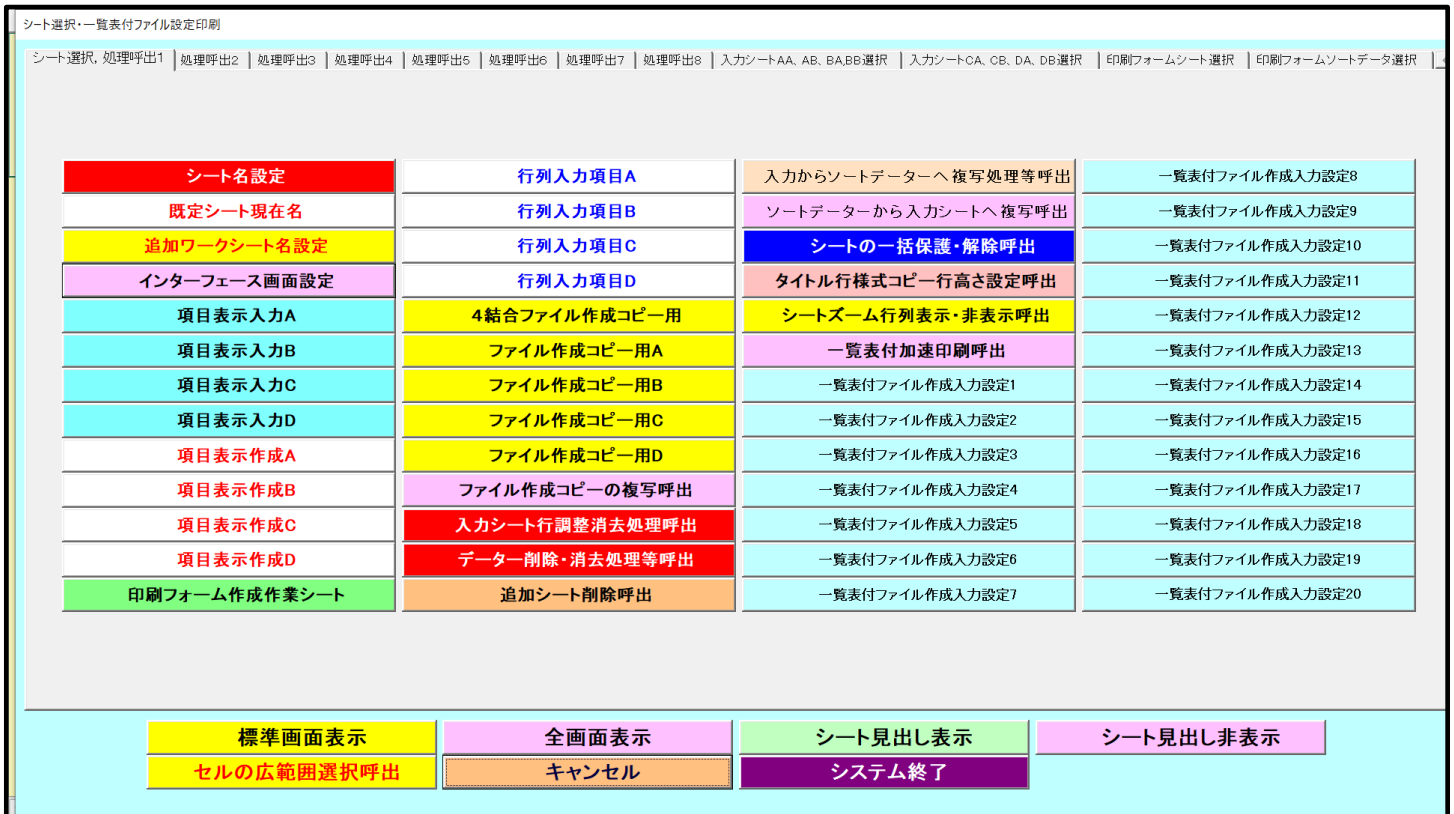 シート選択・一覧表付ファイル設定印刷
シート選択, 処理呼出1 処理呼出2 処理呼出3 処理呼出4 処理呼出5 処理呼出6 処理呼出7 処理呼出8 入力シートAA、AB、BA,BB選択 入力シートCA、CB、DA、DB選択 印刷フォームシート選択 印刷フォームソートデータ選択
シート名設定 行列入力項目A 入力からソートデーターへ複写処理等呼出 一覧表付ファイル作成入力設定8
既定シート現在名 行列入力項目B ソートデーターから入力シートへ複写呼出 一覧表付ファイル作成入力設定9
追加ワークシート名設定 行列入力項目C シートの一括保護・解除呼出 一覧表付ファイル作成入力設定10
インターフェース画面設定 行列入力項目D タイトル行様式コピー行高さ設定呼出 一覧表付ファイル作成入力設定11
項目表示入力A 4結合ファイル作成コピー用 シートズーム行列表示・非表示呼出 一覧表付ファイル作成入力設定12
項目表示入力B ファイル作成コピー用A 一覧表付加速印刷呼出 一覧表付ファイル作成入力設定13
項目表示入力C ファイル作成コピー用B 一覧表付ファイル作成入力設定1 一覧表付ファイル作成入力設定14
項目表示入力D ファイル作成コピー用C 一覧表付ファイル作成入力設定2 一覧表付ファイル作成入力設定15
項目表示作成A ファイル作成コピー用D 一覧表付ファイル作成入力設定3 一覧表付ファイル作成入力設定16
項目表示作成B ファイル作成コピーの複写呼出 一覧表付ファイル作成入力設定4 一覧表付ファイル作成入力設定17
項目表示作成C 入力シート行調整消去処理呼出 一覧表付ファイル作成入力設定5 一覧表付ファイル作成入力設定18
項目表示作成D データー削除・消去処理等呼出 一覧表付ファイル作成入力設定6 一覧表付ファイル作成入力設定19
印刷フォーム作成作業シート 追加シート削除呼出 一覧表付ファイル作成入力設定7 一覧表付ファイル作成入力設定20
標準画面表示 全画面表示 シート見出し表示 シート見出し非表示
セルの広範囲選択呼出 キャンセル システム終了